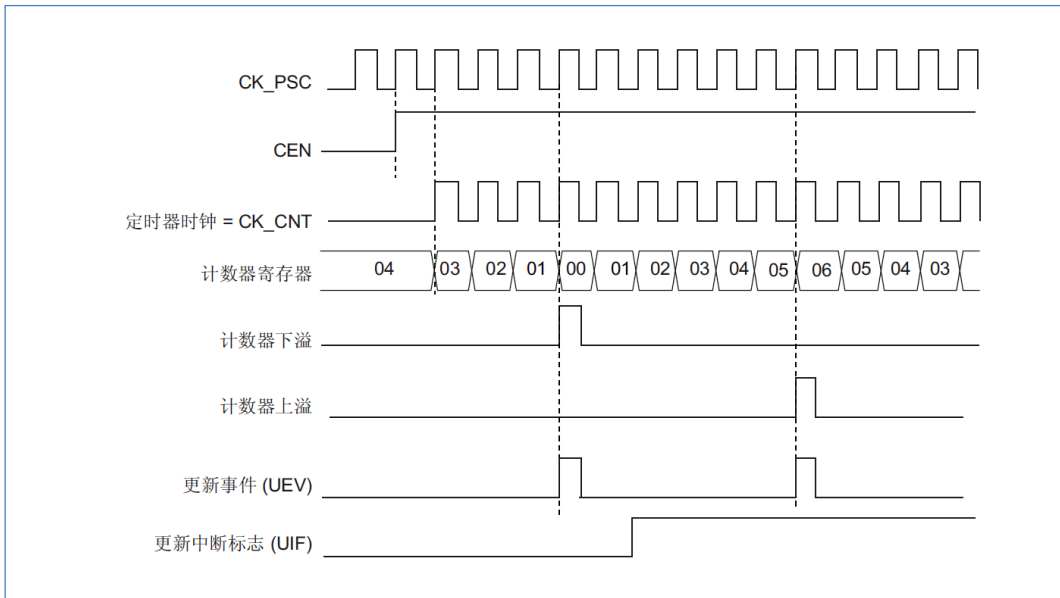 CK_PSC
CEN
定时器时钟 = CK_CNT
计数器寄存器 04 03 02 01 00 01 02 03 04 05 06 05 04 03
计数器下溢
计数器上溢
更新事件 (UEV)
更新中断标志 (UIF)